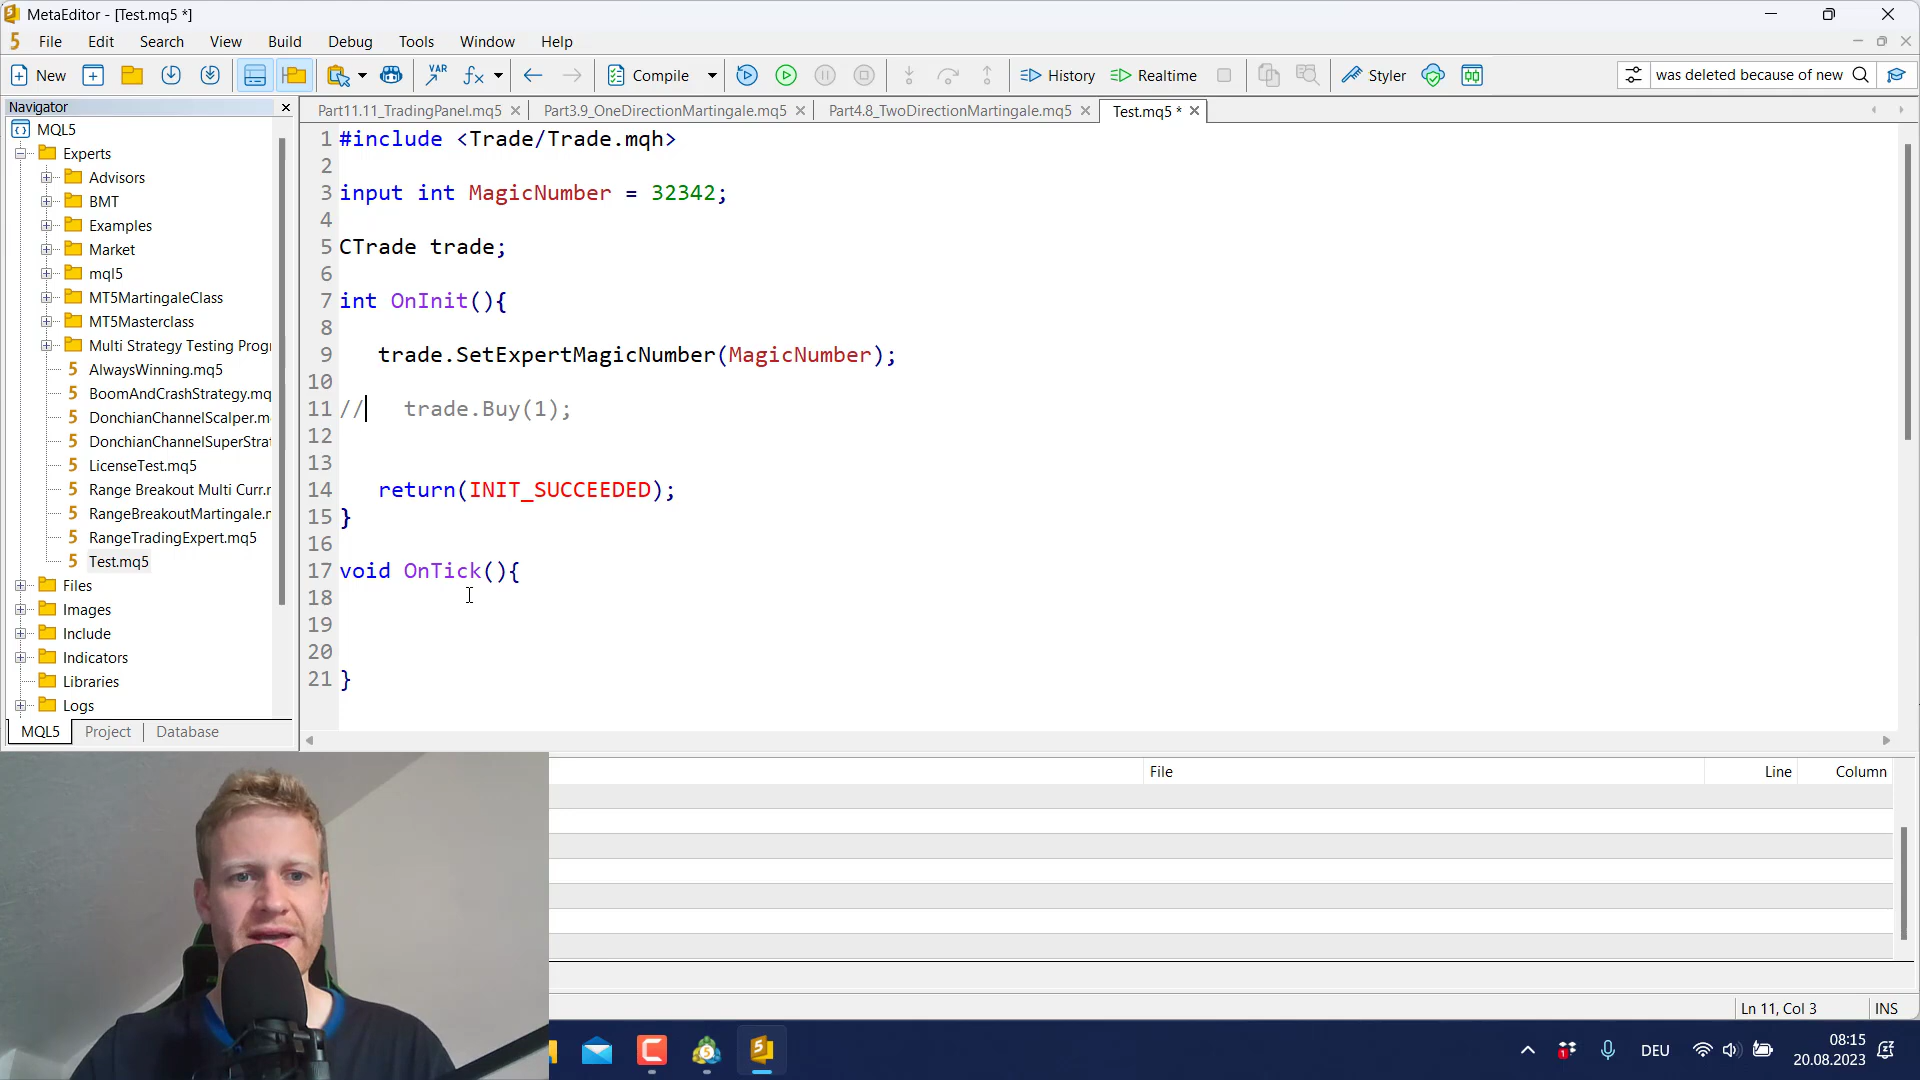 MetaEditor - [Test.mq5 *]
File Edit Search View Build Debug Tools Window Help
New VAR fx Compile History Realtime Styler was deleted because of new
Navigator
Part11.11_TradingPanel.mq5 Part3.9_OneDirectionMartingale.mq5 Part4.8_TwoDirectionMartingale.mq5 Test.mq5 *
MQL5
Experts
Advisors
BMT
Examples
Market
mql5
MT5MartingaleClass
MT5Masterclass
Multi Strategy Testing Progr
AlwaysWinning.mq5
BoomAndCrashStrategy.mq
DonchianChannelScalper.m
DonchianChannelSuperStrat
LicenseTest.mq5
Range Breakout Multi Curr.r
RangeBreakoutMartingale.r
RangeTradingExpert.mq5
Test.mq5
Files
Images
Include
Indicators
Libraries
Logs
MQL5 Project Database
1 #include <Trade/Trade.mqh>
2
3 input int MagicNumber = 32342;
4
5 CTrade trade;
6
7 int OnInit(){
8
9 trade.SetExpertMagicNumber(MagicNumber);
10
11 // trade.Buy(1);
12
13
14 return(INIT_SUCCEEDED);
15 }
16
17 void OnTick(){
18
19
20
21 }
File Line Column
Ln 11, Col 3 INS
DEU 08:15
20.08.2023